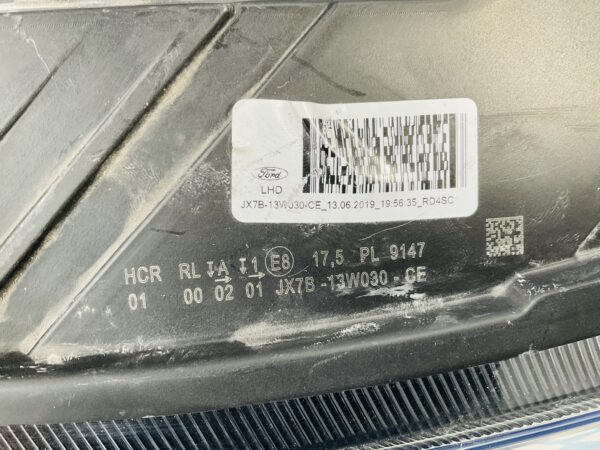 Ford
LHD
JX7B-13W030-CE_13.06.2019_19:56:35_RD4SC
HCR RL A 1 E8 17,5 PL 9147
01 00 02 01 JX7B-13W030-CE